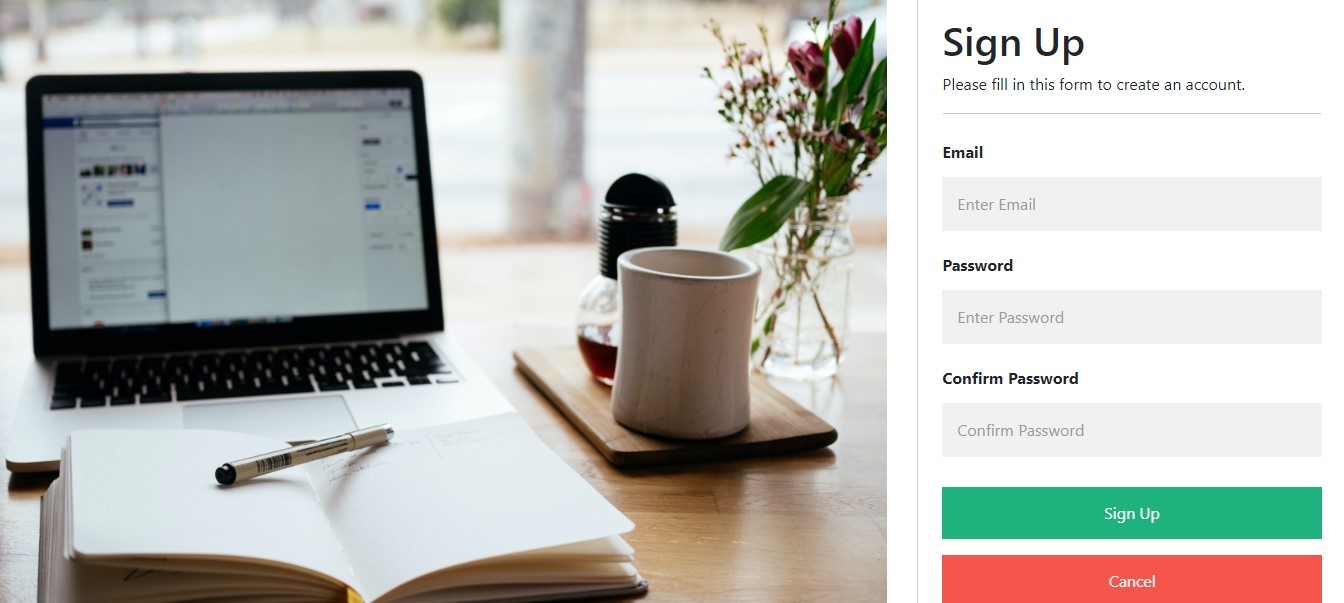 Sign Up
Please fill in this form to create an account.
Email
Enter Email
Password
Enter Password
Confirm Password
Confirm Password
Sign Up
Cancel